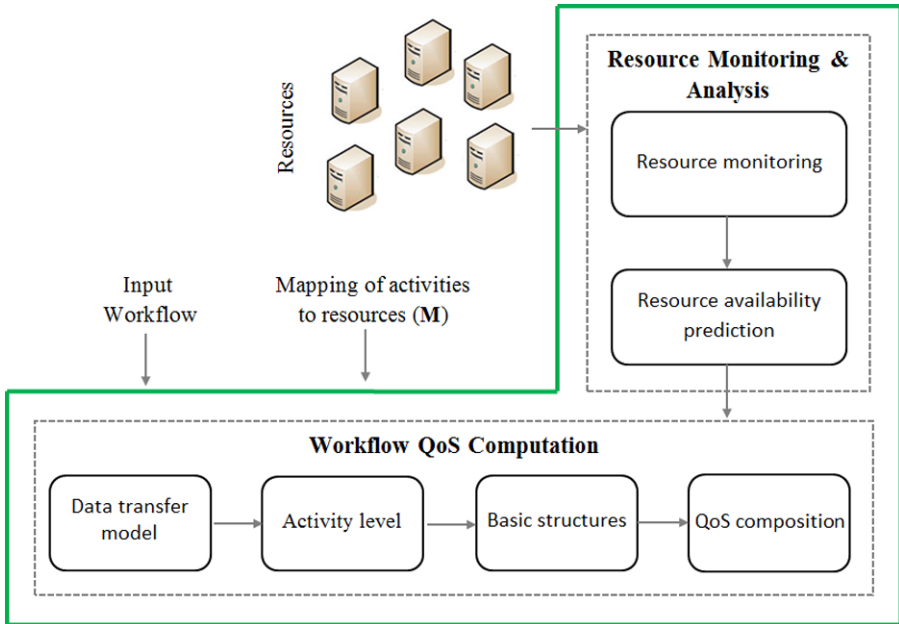 Resources
Resource Monitoring &
Analysis
Resource monitoring
Resource availability
prediction
Input
Workflow
Mapping of activities
to resources (M)
Workflow QoS Computation
Data transfer
model
Activity level
Basic structures
QoS composition